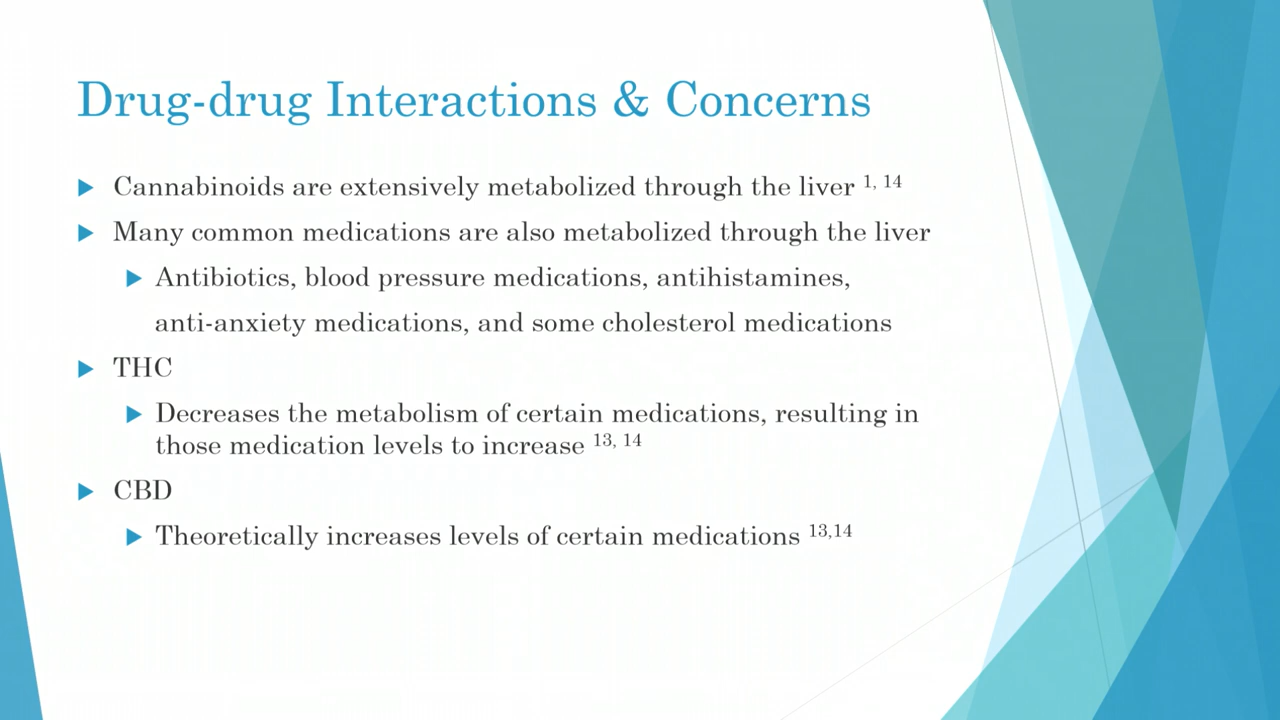 Drug-drug Interactions & Concerns
Cannabinoids are extensively metabolized through the liver 1, 14
Many common medications are also metabolized through the liver
Antibiotics, blood pressure medications, antihistamines,
anti-anxiety medications, and some cholesterol medications
THC
Decreases the metabolism of certain medications, resulting in
those medication levels to increase 13, 14
CBD
Theoretically increases levels of certain medications 13,14